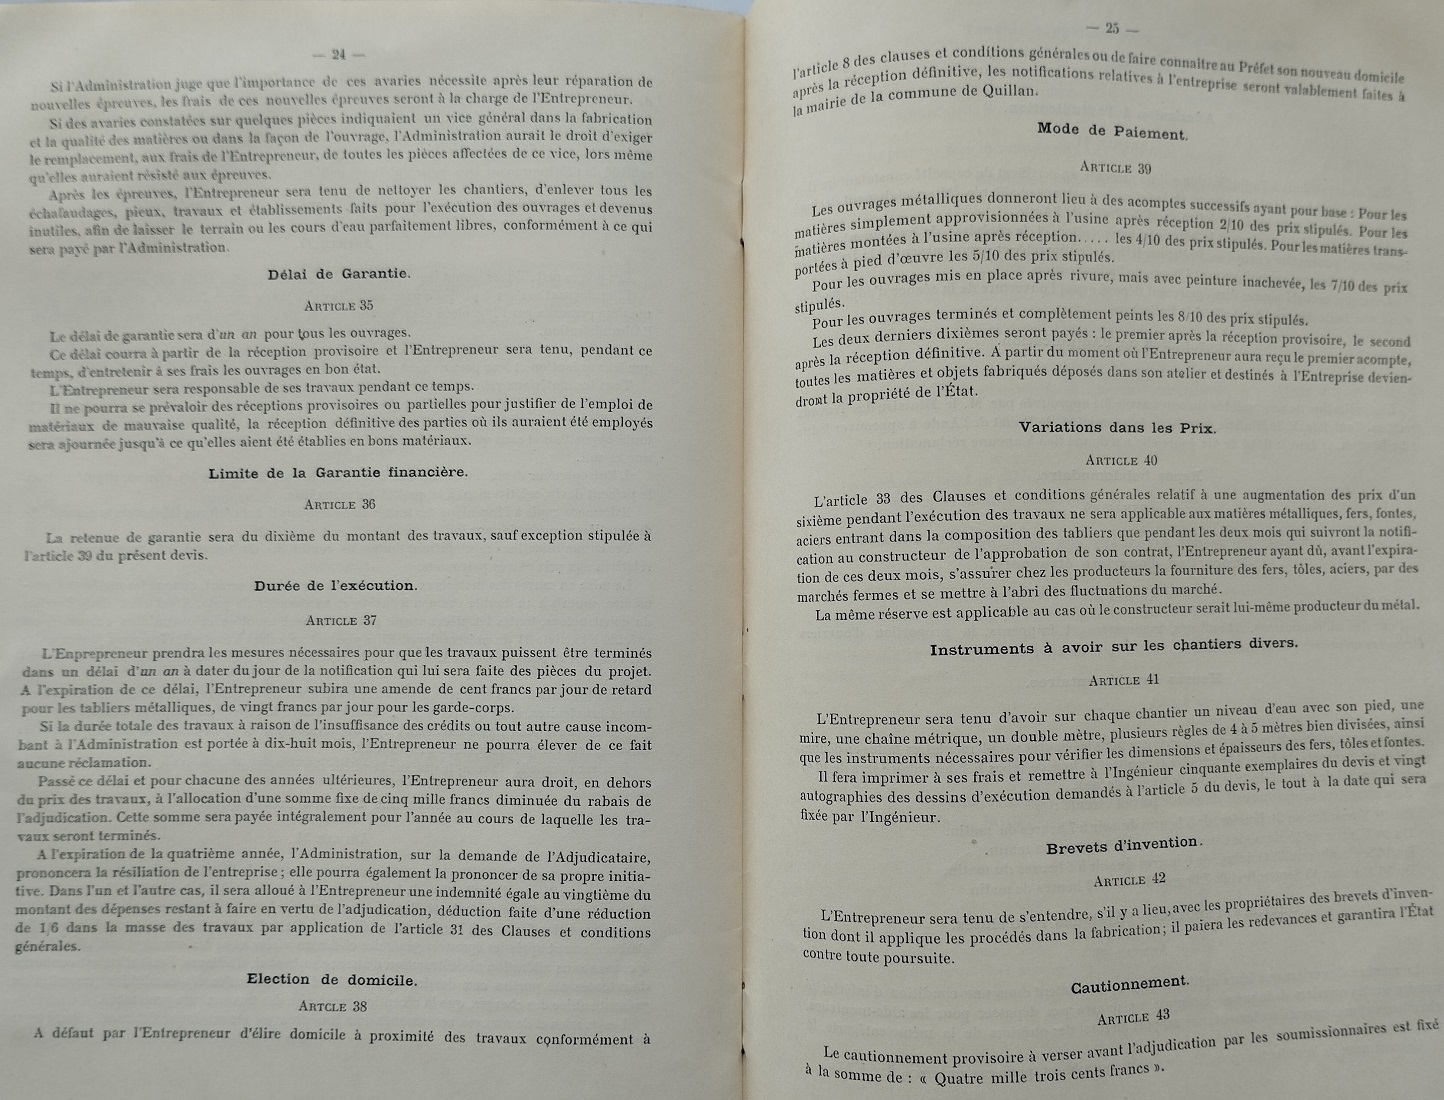 — 24 —
Si l'Administration juge que l'importance de ces avaries nécessite après leur réparation de
nouvelles épreuves, les frais de ces nouvelles épreuves seront à la charge de l'Entrepreneur.
Si des avaries constatées sur quelques pièces indiquaient un vice général dans la fabrication
et la qualité des matières ou dans la façon de l'ouvrage, l'Administration aurait le droit d'exiger
le remplacement, aux frais de l'Entrepreneur, de toutes les pièces affectées de ce vice, lors même
qu'elles auraient résisté aux épreuves.
Après les épreuves, l'Entrepreneur sera tenu de nettoyer les chantiers, d'enlever tous les
échafaudages, pieux, travaux et établissements faits pour l'exécution des ouvrages et devenus
inutiles, afin de laisser le terrain ou les cours d'eau parfaitement libres, conformément à ce qui
sera payé par l'Administration.
Délai de Garantie.
ARTICLE 35
Le délai de garantie sera d'un an pour tous les ouvrages.
Ce délai courra à partir de la réception provisoire et l'Entrepreneur sera tenu, pendant ce
temps, d'entretenir à ses frais les ouvrages en bon état.
L'Entrepreneur sera responsable de ses travaux pendant ce temps.
Il ne pourra se prévaloir des réceptions provisoires ou partielles pour justifier de l'emploi de
matériaux de mauvaise qualité, la réception définitive des parties où ils auraient été employés
sera ajournée jusqu'à ce qu'elles aient été établies en bons matériaux.
Limite de la Garantie financière.
ARTICLE 36
La retenue de garantie sera du dixième du montant des travaux, sauf exception stipulée à
l'article 39 du présent devis.
Durée de l'exécution.
ARTICLE 37
L'Enprepreneur prendra les mesures nécessaires pour que les travaux puissent être terminés
dans un délai d'un an à dater du jour de la notification qui lui sera faite des pièces du projet.
A l'expiration de ce délai, l'Entrepreneur subira une amende de cent francs par jour de retard
pour les tabliers métalliques, de vingt francs par jour pour les garde-corps.
Si la durée totale des travaux à raison de l'insuffisance des crédits ou tout autre cause incom-
bant à l'Administration est portée à dix-huit mois, l'Entrepreneur ne pourra élever de ce fait
aucune réclamation.
Passé ce délai et pour chacune des années ultérieures, l'Entrepreneur aura droit, en dehors
du prix des travaux, à l'allocation d'une somme fixe de cinq mille francs diminuée du rabais de
l'adjudication. Cette somme sera payée intégralement pour l'année au cours de laquelle les tra-
vaux seront terminés.
A l'expiration de la quatrième année, l'Administration, sur la demande de l'Adjudicataire,
prononcera la résiliation de l'entreprise ; elle pourra également la prononcer de sa propre initia-
tive. Dans l'un et l'autre cas, il sera alloué à l'Entrepreneur une indemnité égale au vingtième du
montant des dépenses restant à faire en vertu de l'adjudication, déduction faite d'une réduction
de 1/6 dans la masse des travaux par application de l'article 31 des Clauses et conditions
générales.
Election de domicile.
ARTCLE 38
A défaut par l'Entrepreneur d'élire domicile à proximité des travaux conformément à
— 25 —
l'article 8 des clauses et conditions générales ou de faire connaître au Préfet son nouveau domicile
après la réception définitive, les notifications relatives à l'entreprise seront valablement faites à
la mairie de la commune de Quillan.
Mode de Paiement.
ARTICLE 39
Les ouvrages métalliques donneront lieu à des acomptes successifs ayant pour base : Pour les
matières simplement approvisionnées à l'usine après réception 2/10 des prix stipulés. Pour les
matières montées à l'usine après réception..... les 4/10 des prix stipulés. Pour les matières trans-
portées à pied d'œuvre les 5/10 des prix stipulés.
Pour les ouvrages mis en place après rivure, mais avec peinture inachevée, les 7/10 des prix
stipulés.
Pour les ouvrages terminés et complètement peints les 8/10 des prix stipulés.
Les deux derniers dixièmes seront payés : le premier après la réception provisoire, le second
après la réception définitive. A partir du moment où l'Entrepreneur aura reçu le premier acompte,
toutes les matières et objets fabriqués déposés dans son atelier et destinés à l'Entreprise devien-
dront la propriété de l'État.
Variations dans les Prix.
ARTICLE 40
L'article 33 des Clauses et conditions générales relatif à une augmentation des prix d'un
sixième pendant l'exécution des travaux ne sera applicable aux matières métalliques, fers, fontes,
aciers entrant dans la composition des tabliers que pendant les deux mois qui suivront la notifi-
cation au constructeur de l'approbation de son contrat, l'Entrepreneur ayant dû, avant l'expira-
tion de ces deux mois, s'assurer chez les producteurs la fourniture des fers, tôles, aciers, par des
marchés fermes et se mettre à l'abri des fluctuations du marché.
La même réserve est applicable au cas où le constructeur serait lui-même producteur du métal.
Instruments à avoir sur les chantiers divers.
ARTICLE 41
L'Entrepreneur sera tenu d'avoir sur chaque chantier un niveau d'eau avec son pied, une
mire, une chaîne métrique, un double mètre, plusieurs règles de 4 à 5 mètres bien divisées, ainsi
que les instruments nécessaires pour vérifier les dimensions et épaisseurs des fers, tôles et fontes.
Il fera imprimer à ses frais et remettre à l'Ingénieur cinquante exemplaires du devis et vingt
autographies des dessins d'exécution demandés à l'article 5 du devis, le tout à la date qui sera
fixée par l'Ingénieur.
Brevets d'invention.
ARTICLE 42
L'Entrepreneur sera tenu de s'entendre, s'il y a lieu, avec les propriétaires des brevets d'inven-
tion dont il applique les procédés dans la fabrication ; il paiera les redevances et garantira l'État
contre toute poursuite.
Cautionnement.
ARTICLE 43
Le cautionnement provisoire à verser avant l'adjudication par les soumissionnaires est fixé
à la somme de : « Quatre mille trois cents francs ».